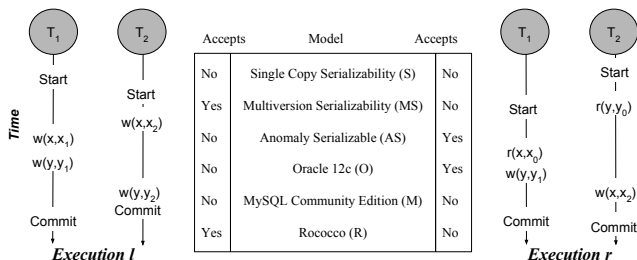 T1
T2
Start
Start
w(x,x2)
w(x,x1)
w(y,y1)
w(y,y2)
Commit
Commit
Time
Execution l
Accepts Model Accepts
No Single Copy Serializability (S) No
Yes Multiversion Serializability (MS) No
No Anomaly Serializable (AS) Yes
No Oracle 12c (O) Yes
No MySQL Community Edition (M) No
Yes Rococco (R) No
T1
T2
Start
Start
r(y,y0)
r(x,x0)
w(y,y1)
w(x,x2)
Commit
Commit
Execution r